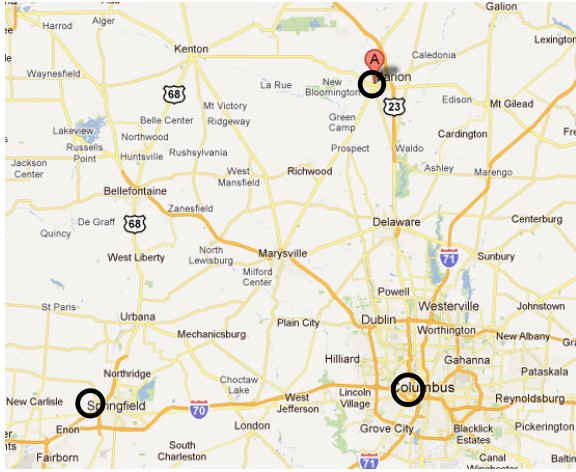 Galion
Harrod
Alger
Lexington
Kenton
Caledonia
A
Marion
Waynesfield
La Rue
New
Bloomington
68
23
Edison
Mt Gilead
Mt Victory
Belle Center
Ridgeway
Green
Camp
Cardington
Lakeview
Northwood
Russells
Point
Huntsville
Rushsylvania
Prospect
Waldo
Jackson
Center
West
Mansfield
Richwood
Ashley
Marengo
Bellefontaine
Zanesfield
De Graff
68
Delaware
Centerburg
Quincy
North
Lewisburg
Marysville
71
Sunbury
West Liberty
Milford
Center
Powell
St Paris
Urbana
Plain City
Dublin
Westerville
Johnstown
Mechanicsburg
Worthington
New Albany
Hilliard
Gahanna
Northridge
Choctaw
Lake
Pataskala
New Carlisle
Springfield
70
West
Jefferson
Lincoln
Village
Columbus
Reynoldsburg
Enon
London
Grove City
Blacklick
Estates
Pickerington
Fairborn
South
Charleston
71
Canal
Winchester